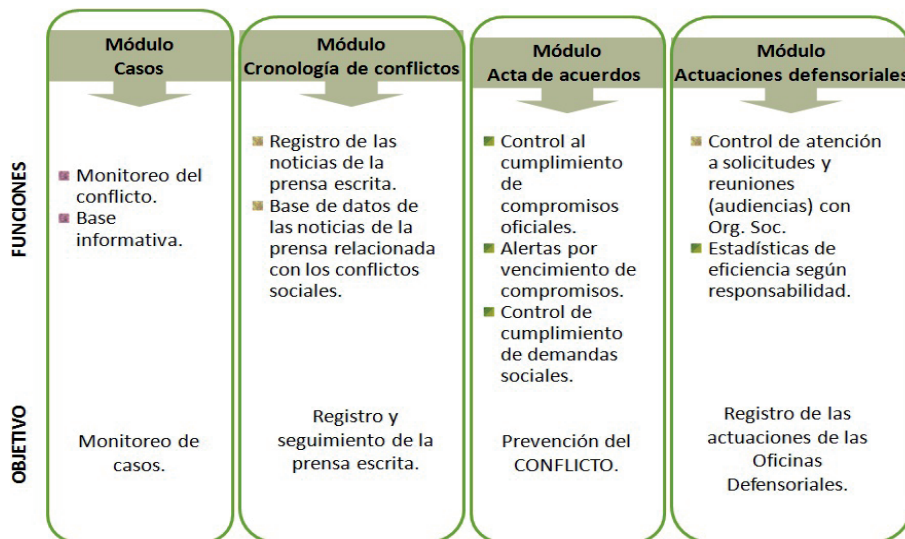 Módulo
Casos
Módulo
Cronología de conflictos
Módulo
Acta de acuerdos
Módulo
Actuaciones defensoriales
FUNCIONES
Monitoreo del
conflicto.
Base
informativa.
Registro de las
noticias de la
prensa escrita.
Base de datos de
las noticias de la
prensa relacionada
con los conflictos
sociales.
Control al
cumplimiento
de
compromisos
oficiales.
Alertas por
vencimiento de
compromisos.
Control de
cumplimiento
de demandas
sociales.
Control de atención
a solicitudes y
reuniones
(audiencias) con
Org. Soc.
Estadísticas de
eficiencia según
responsabilidad.
OBJETIVO
Monitoreo de
casos.
Registro y
seguimiento de la
prensa escrita.
Prevención del
CONFLICTO.
Registro de las
actuaciones de las
Oficinas
Defensoriales.